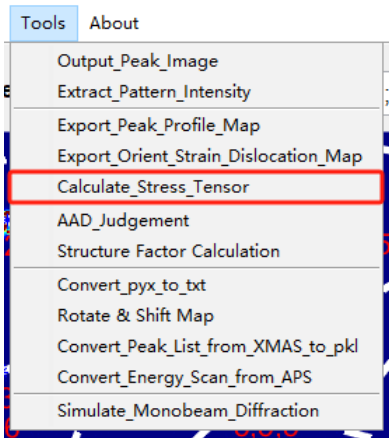 Tools About
Output_Peak_Image
Extract_Pattern_Intensity
Export_Peak_Profile_Map
Export_Orient_Strain_Dislocation_Map
Calculate_Stress_Tensor
AAD_Judgement
Structure Factor Calculation
Convert_pyx_to_txt
Rotate & Shift Map
Convert_Peak_List_from_XMAS_to_pkl
Convert_Energy_Scan_from_APS
Simulate_Monobeam_Diffraction